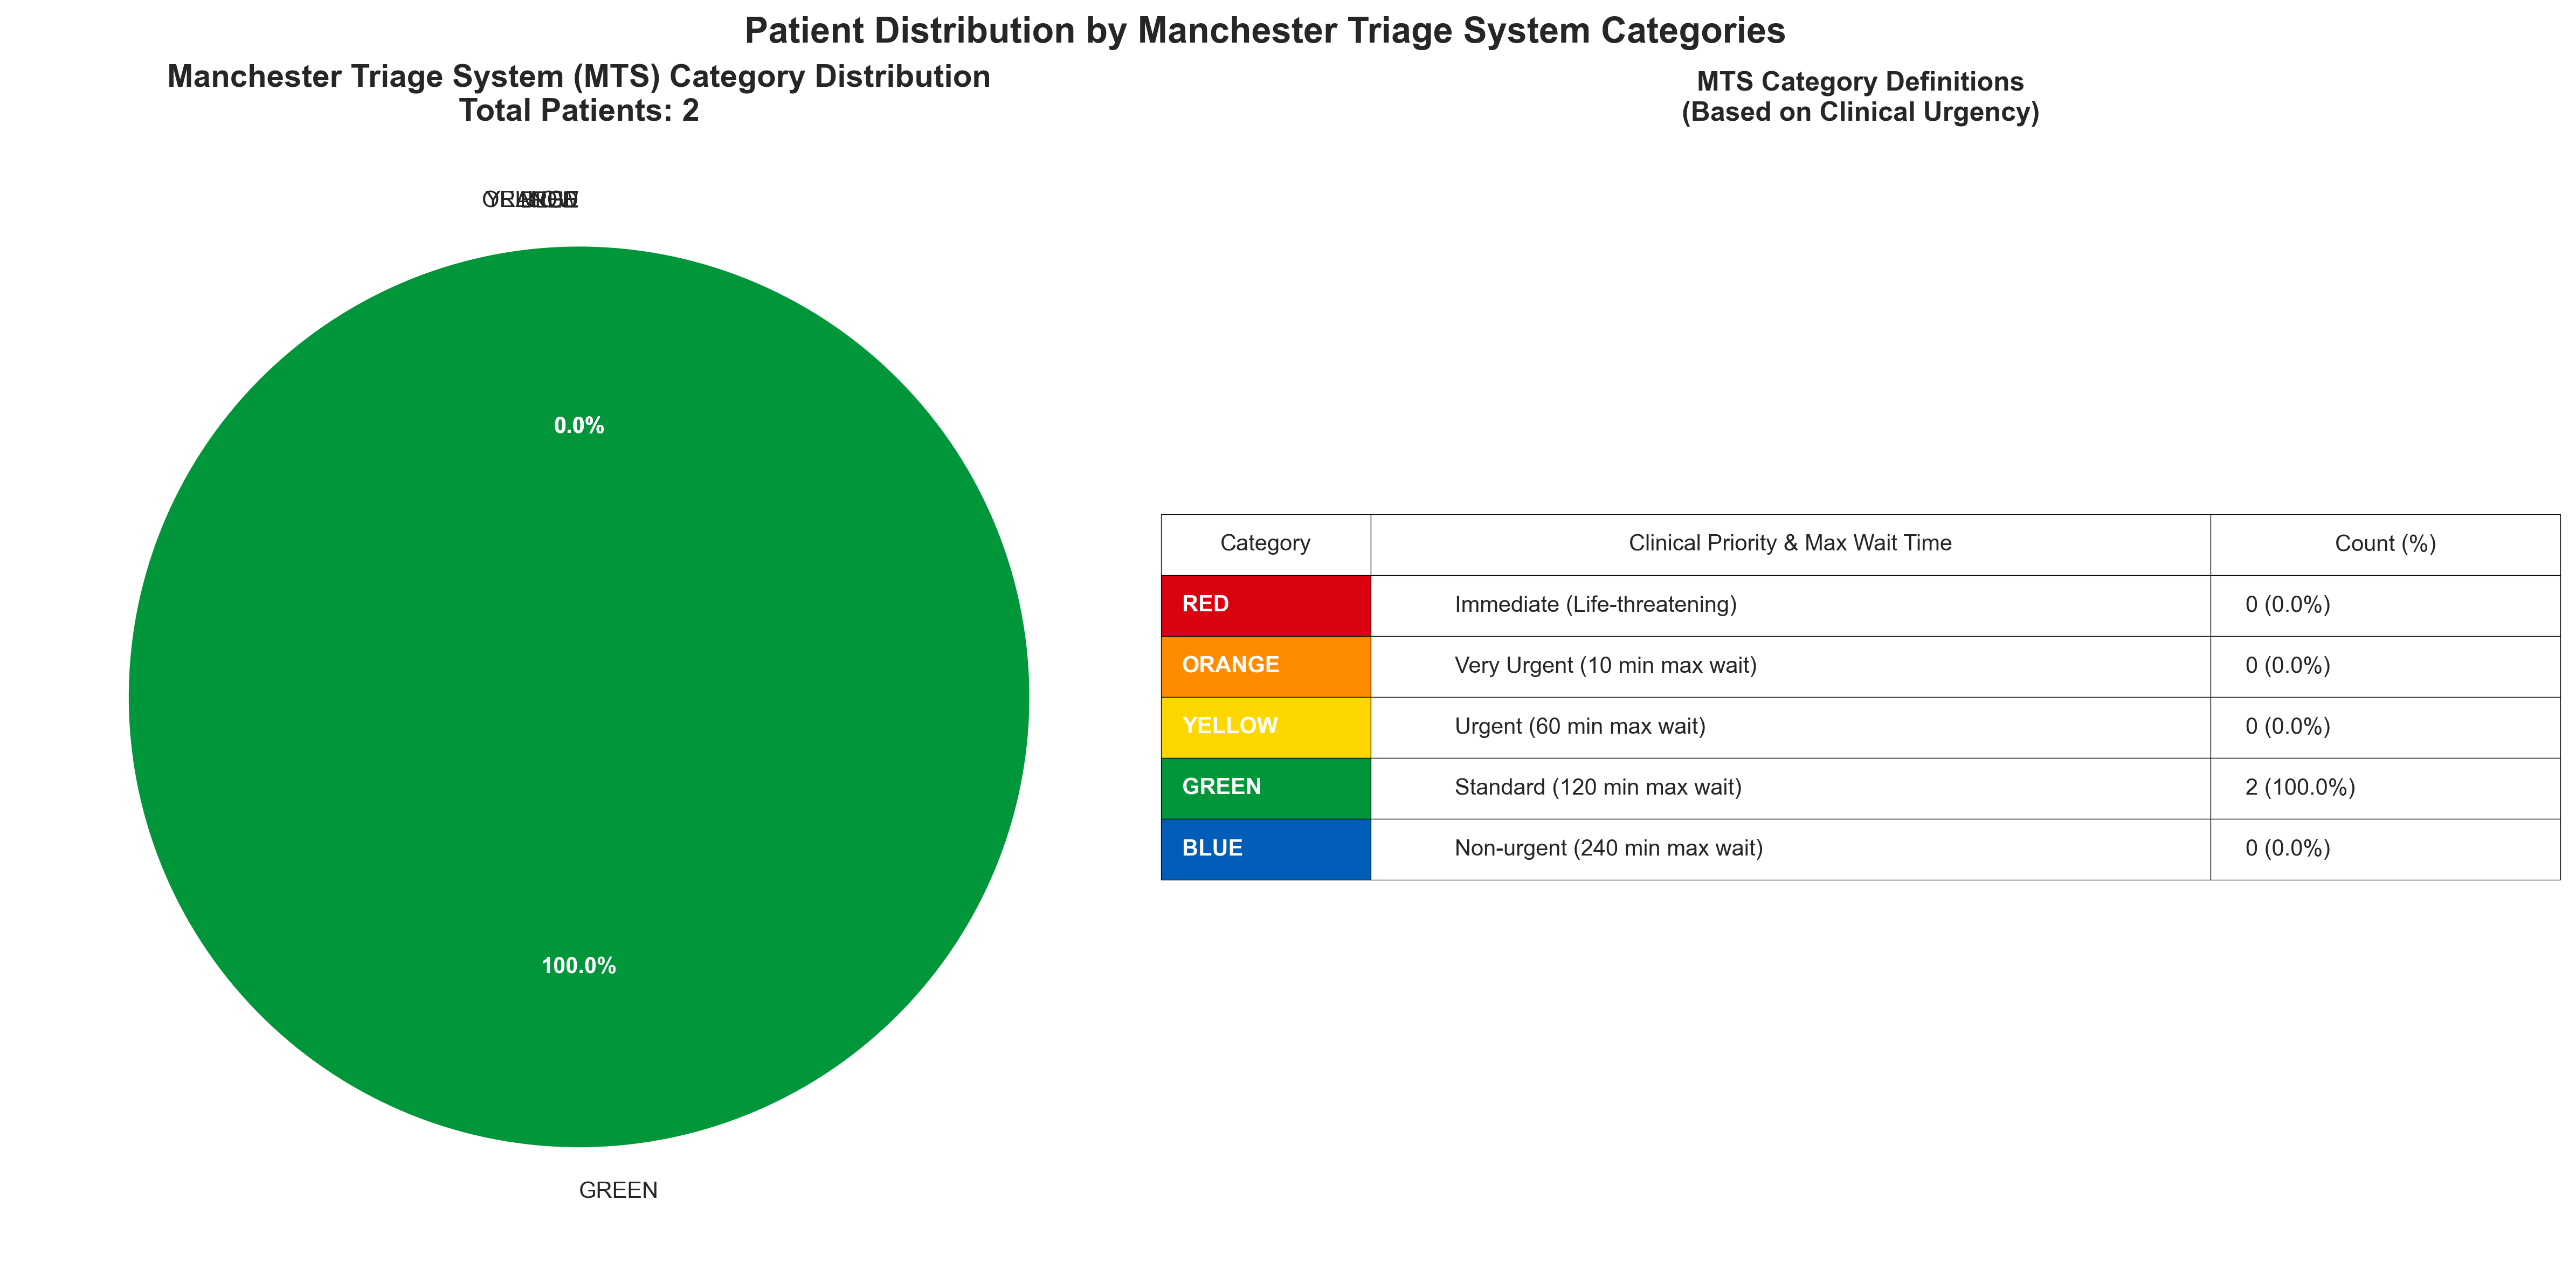 Patient Distribution by Manchester Triage System Categories
Manchester Triage System (MTS) Category Distribution
Total Patients: 2
0.0%
100.0%
GREEN
MTS Category Definitions
(Based on Clinical Urgency)
Category Clinical Priority & Max Wait Time Count (%)
RED Immediate (Life-threatening) 0 (0.0%)
ORANGE Very Urgent (10 min max wait) 0 (0.0%)
YELLOW Urgent (60 min max wait) 0 (0.0%)
GREEN Standard (120 min max wait) 2 (100.0%)
BLUE Non-urgent (240 min max wait) 0 (0.0%)